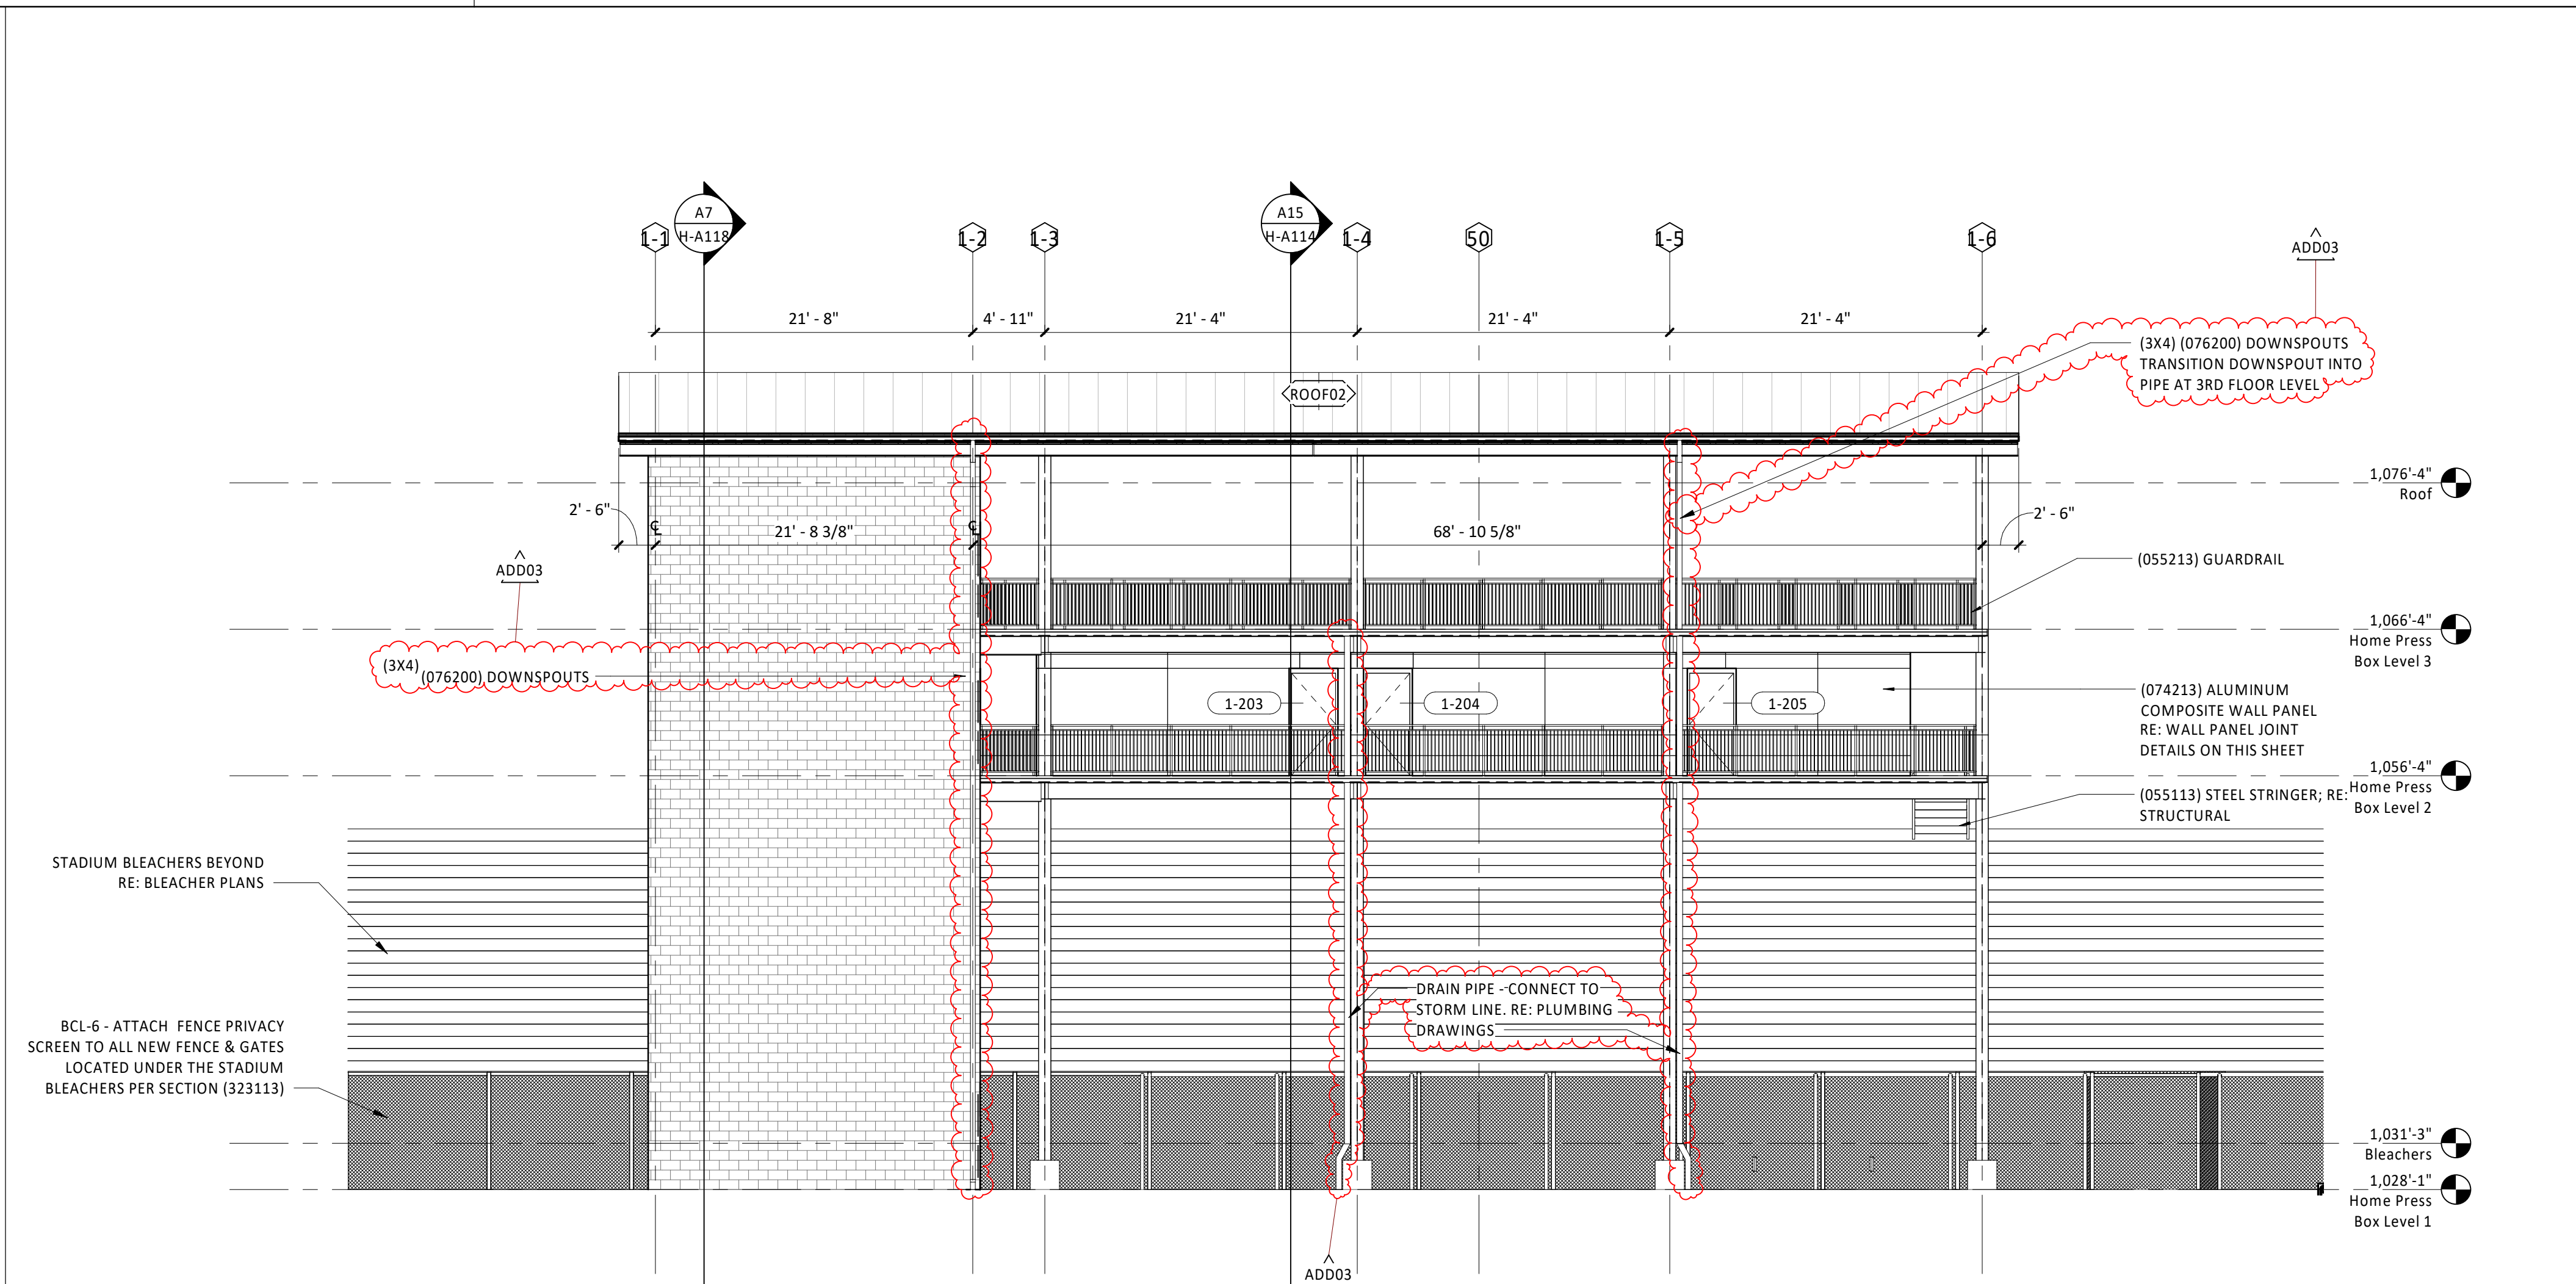 A7
H-A118
A15
H-A114
1-1
1-2
1-3
1-4
50
1-5
1-6
ADD03
21' - 8"
4' - 11"
21' - 4"
21' - 4"
21' - 4"
(3X4) (076200) DOWNSPOUTS
TRANSITION DOWNSPOUT INTO
PIPE AT 3RD FLOOR LEVEL
ROOF02
1,076'-4"
Roof
2' - 6"
21' - 8 3/8"
68' - 10 5/8"
2' - 6"
(055213) GUARDRAIL
ADD03
1,066'-4"
Home Press
Box Level 3
(3X4)
(076200) DOWNSPOUTS
1-203
1-204
1-205
(074213) ALUMINUM
COMPOSITE WALL PANEL
RE: WALL PANEL JOINT
DETAILS ON THIS SHEET
1,056'-4"
Home Press
Box Level 2
(055113) STEEL STRINGER; RE:
STRUCTURAL
STADIUM BLEACHERS BEYOND
RE: BLEACHER PLANS
DRAIN PIPE - CONNECT TO
STORM LINE. RE: PLUMBING
DRAWINGS
BCL-6 - ATTACH FENCE PRIVACY
SCREEN TO ALL NEW FENCE & GATES
LOCATED UNDER THE STADIUM
BLEACHERS PER SECTION (323113)
1,031'-3"
Bleachers
1,028'-1"
Home Press
Box Level 1
ADD03